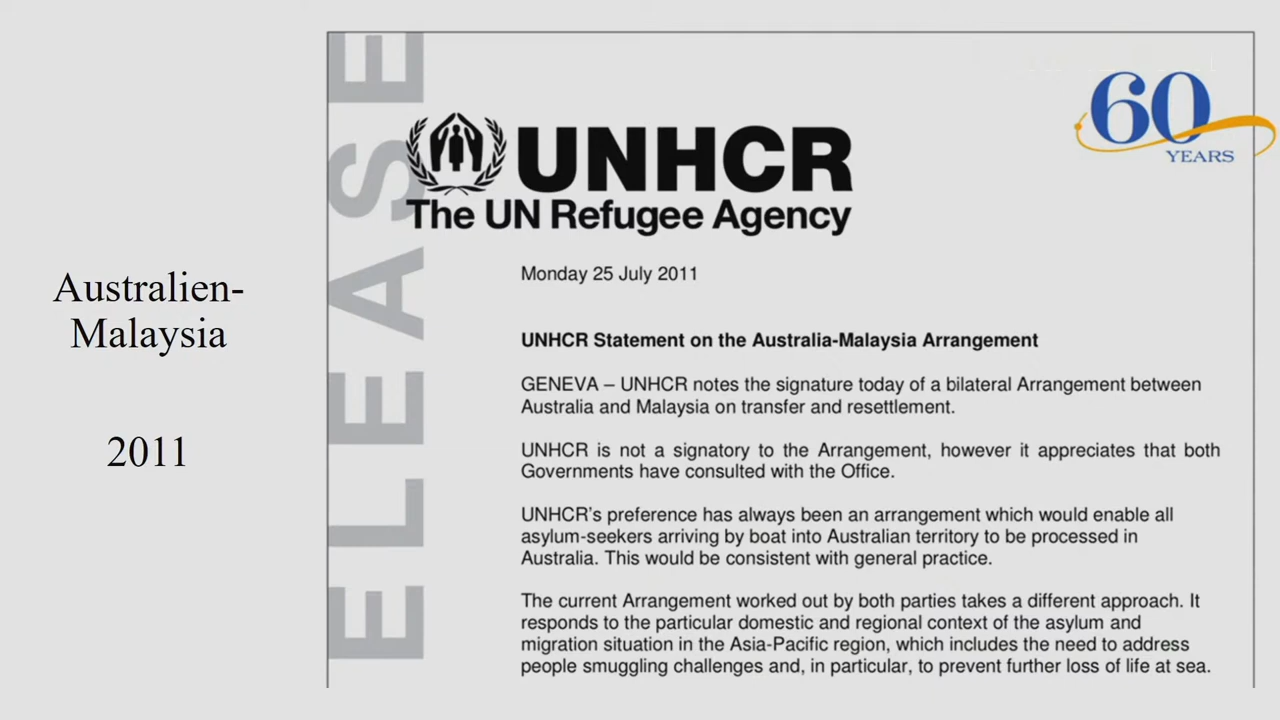 Australien-
Malaysia
2011
ELEASE
UNHCR
The UN Refugee Agency
60
YEARS
Monday 25 July 2011
UNHCR Statement on the Australia-Malaysia Arrangement
GENEVA – UNHCR notes the signature today of a bilateral Arrangement between
Australia and Malaysia on transfer and resettlement.
UNHCR is not a signatory to the Arrangement, however it appreciates that both
Governments have consulted with the Office.
UNHCR's preference has always been an arrangement which would enable all
asylum-seekers arriving by boat into Australian territory to be processed in
Australia. This would be consistent with general practice.
The current Arrangement worked out by both parties takes a different approach. It
responds to the particular domestic and regional context of the asylum and
migration situation in the Asia-Pacific region, which includes the need to address
people smuggling challenges and, in particular, to prevent further loss of life at sea.